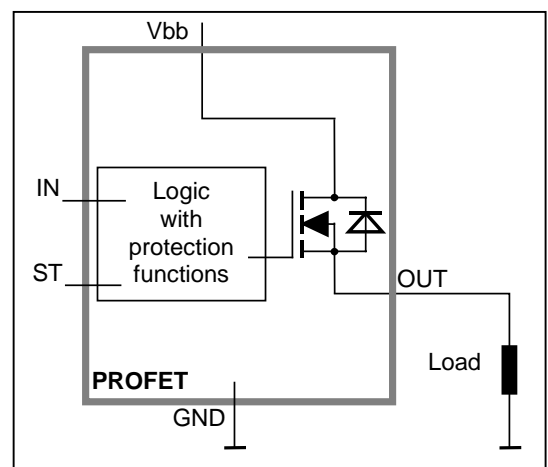 Vbb
IN
Logic
with
protection
functions
ST
OUT
Load
PROFET
GND